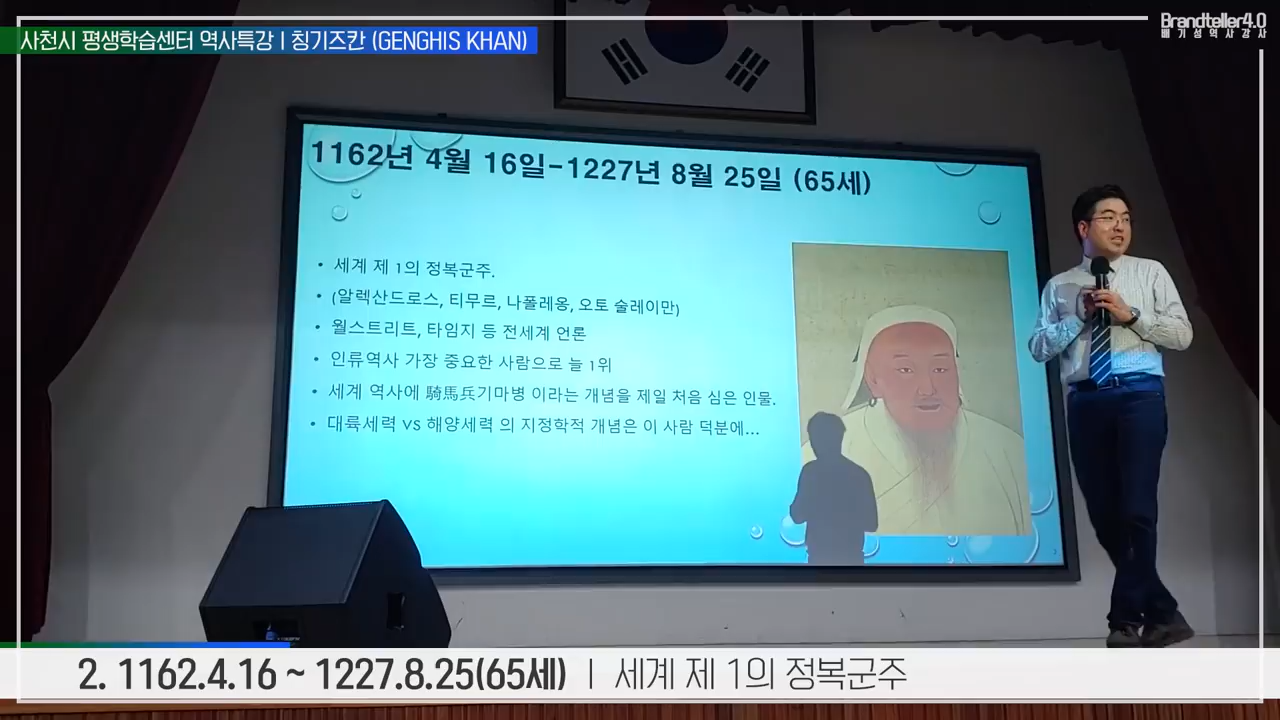 사천시 평생학습센터 역사특강 | 칭기즈칸 (GENGHIS KHAN)
Brandteller4.0
배기성역사강사
1162년 4월 16일-1227년 8월 25일 (65세)
• 세계 제 1의 정복군주.
• (알렉산드로스, 티무르, 나폴레옹, 오토 술레이만)
• 월스트리트, 타임지 등 전세계 언론
• 인류역사 가장 중요한 사람으로 늘 1위
• 세계 역사에 騎馬兵기마병 이라는 개념을 제일 처음 심은 인물.
• 대륙세력 vs 해양세력 의 지정학적 개념은 이 사람 덕분에...
2. 1162.4.16 ~ 1227.8.25(65세) | 세계 제 1의 정복군주